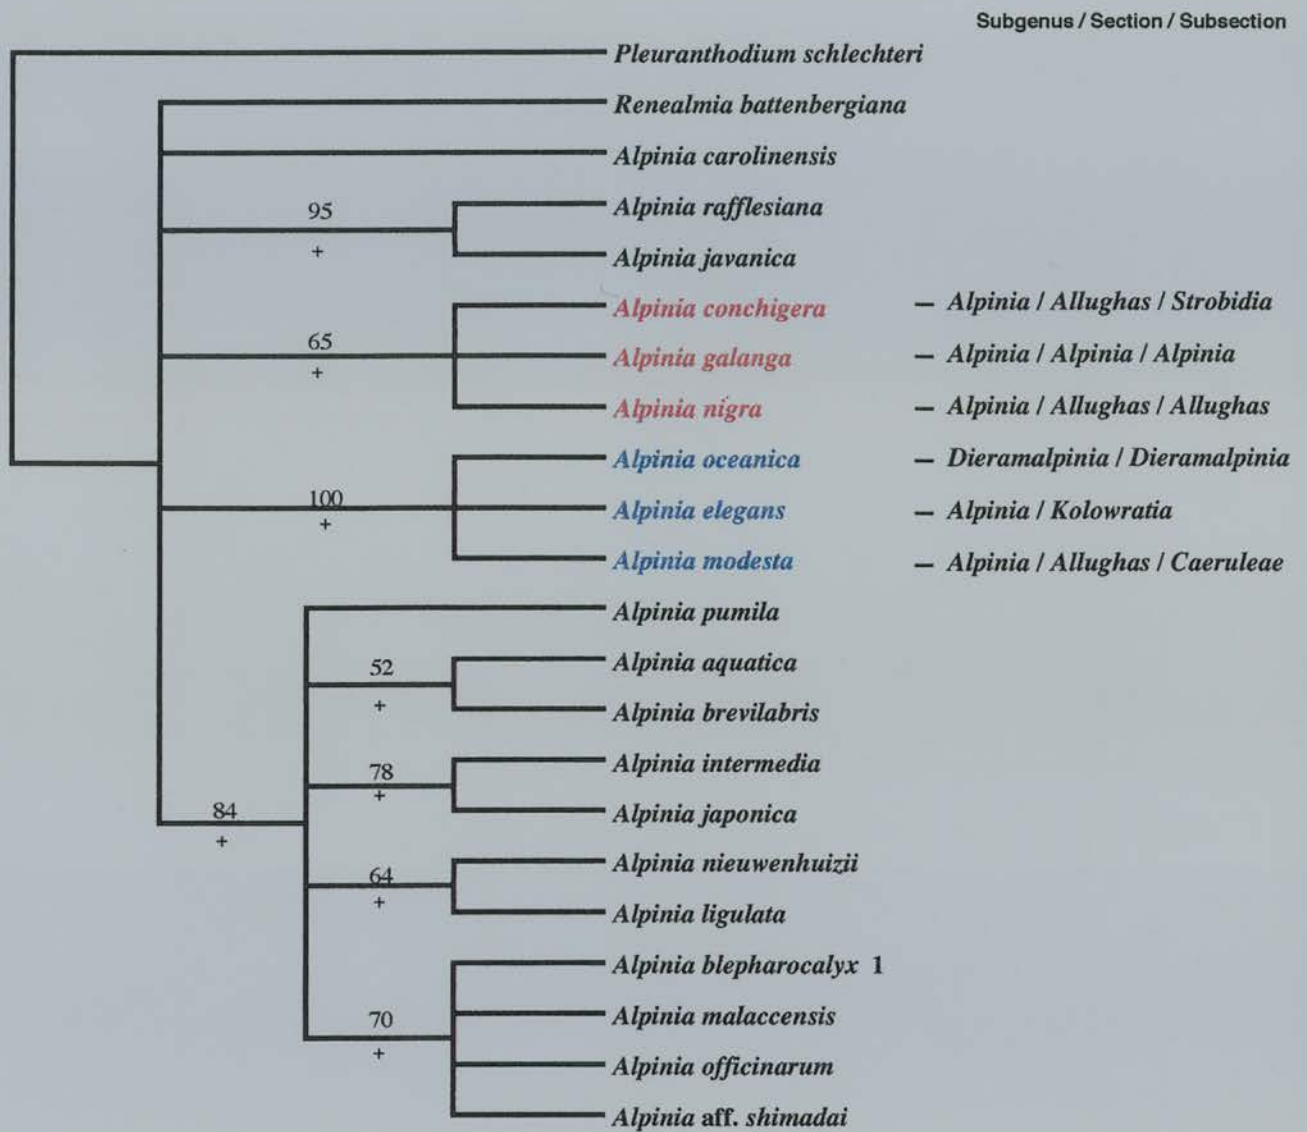 Subgenus / Section / Subsection
Pleuranthodium schlechteri
Renealmia battenbergiana
Alpinia carolinensis
95
+
Alpinia rafflesiana
Alpinia javanica
Alpinia conchigera – Alpinia / Allughas / Strobidia
65
+
Alpinia galanga – Alpinia / Alpinia / Alpinia
Alpinia nigra – Alpinia / Allughas / Allughas
Alpinia oceanica – Dieramalpinia / Dieramalpinia
100
+
Alpinia elegans – Alpinia / Kolowratia
Alpinia modesta – Alpinia / Allughas / Caeruleae
Alpinia pumila
52
+
Alpinia aquatica
Alpinia brevilabris
78
+
Alpinia intermedia
Alpinia japonica
84
+
64
+
Alpinia nieuwenhuizii
Alpinia ligulata
Alpinia blepharocalyx 1
70
+
Alpinia malaccensis
Alpinia officinarum
Alpinia aff. shimadai